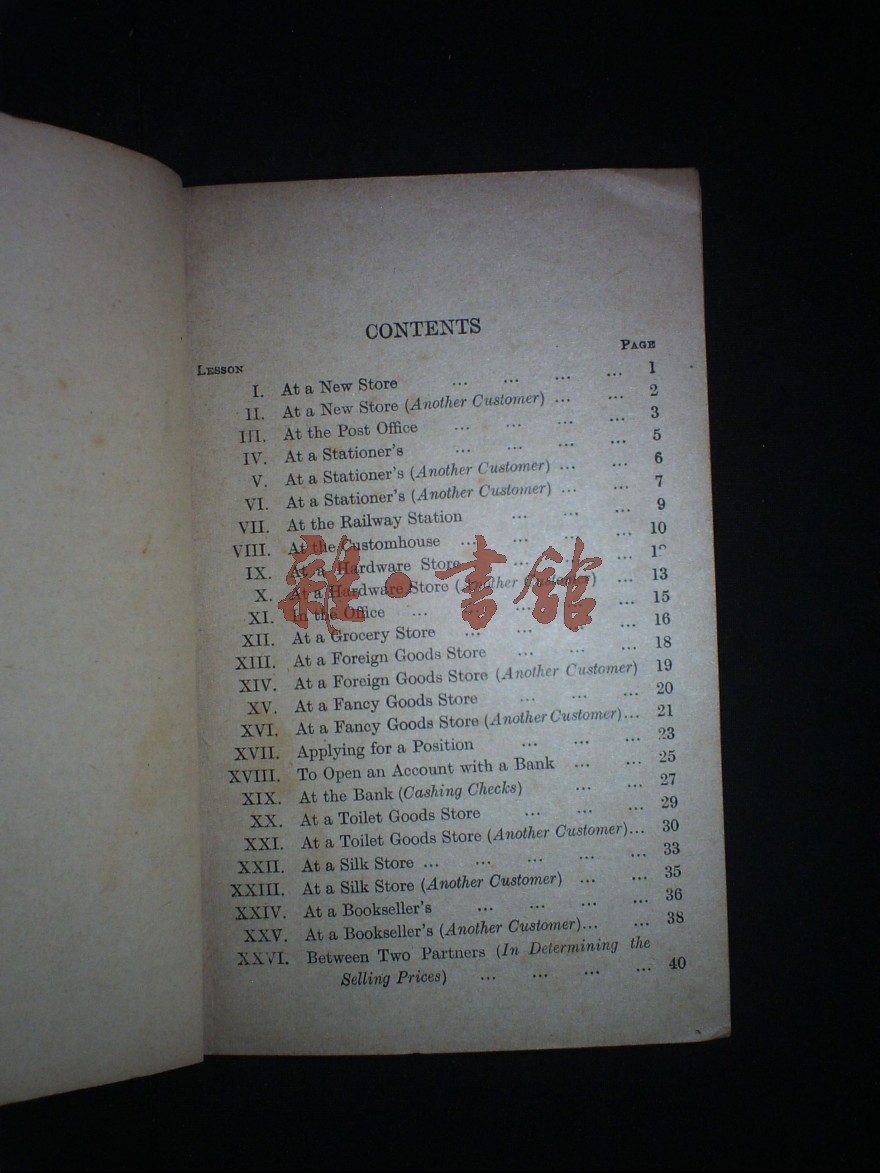 CONTENTS
LESSON PAGE
I. At a New Store ... ... ... ... 1
II. At a New Store (Another Customer) ... ... 2
III. At the Post Office ... ... ... ... 3
IV. At a Stationer's ... ... ... ... 5
V. At a Stationer's (Another Customer) ... ... 6
VI. At a Stationer's (Another Customer) ... ... 7
VII. At the Railway Station ... ... ... 9
VIII. At the Customhouse ... ... ... ... 10
IX. At a Hardware Store ... ... ... ...
X. At a Hardware Store (Another Customer) ... 13
XI. In the Office ... ... ... ... ... 15
XII. At a Grocery Store ... ... ... ... 16
XIII. At a Foreign Goods Store ... ... ... 18
XIV. At a Foreign Goods Store (Another Customer) 19
XV. At a Fancy Goods Store ... ... ... 20
XVI. At a Fancy Goods Store (Another Customer)... 21
XVII. Applying for a Position ... ... ... 23
XVIII. To Open an Account with a Bank ... ... 25
XIX. At the Bank (Cashing Checks) ... ... 27
XX. At a Toilet Goods Store ... ... ... 29
XXI. At a Toilet Goods Store (Another Customer)... 30
XXII. At a Silk Store ... ... ... ... ... 33
XXIII. At a Silk Store (Another Customer) ... ... 35
XXIV. At a Bookseller's ... ... ... ... 36
XXV. At a Bookseller's (Another Customer)... ... 38
XXVI. Between Two Partners (In Determining the
Selling Prices) ... ... ... ... 40
雜·書館